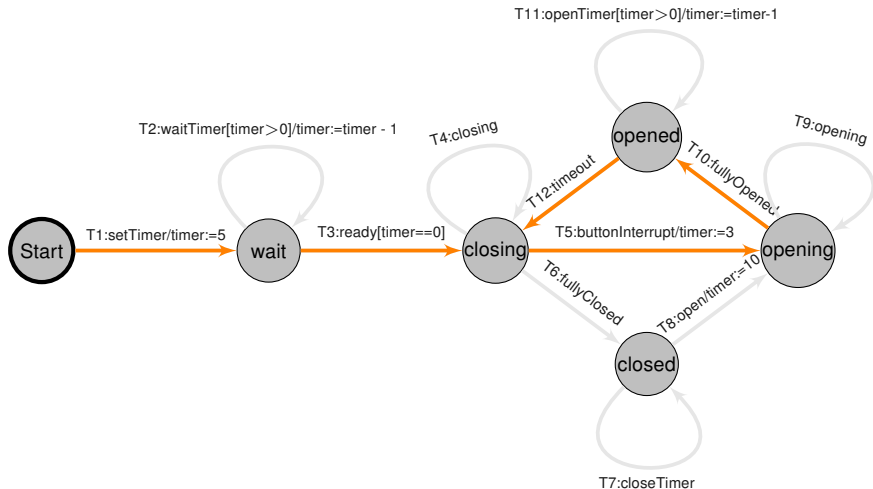 T11:openTimer[timer>0]/timer:=timer-1
T2:waitTimer[timer>0]/timer:=timer - 1
T4:closing
opened
T9:opening
T12:timeout
T10:fullyOpened
Start
T1:setTimer/timer:=5
wait
T3:ready[timer==0]
closing
T5:buttonInterrupt/timer:=3
opening
T6:fullyClosed
T8:open/timer:=10
closed
T7:closeTimer